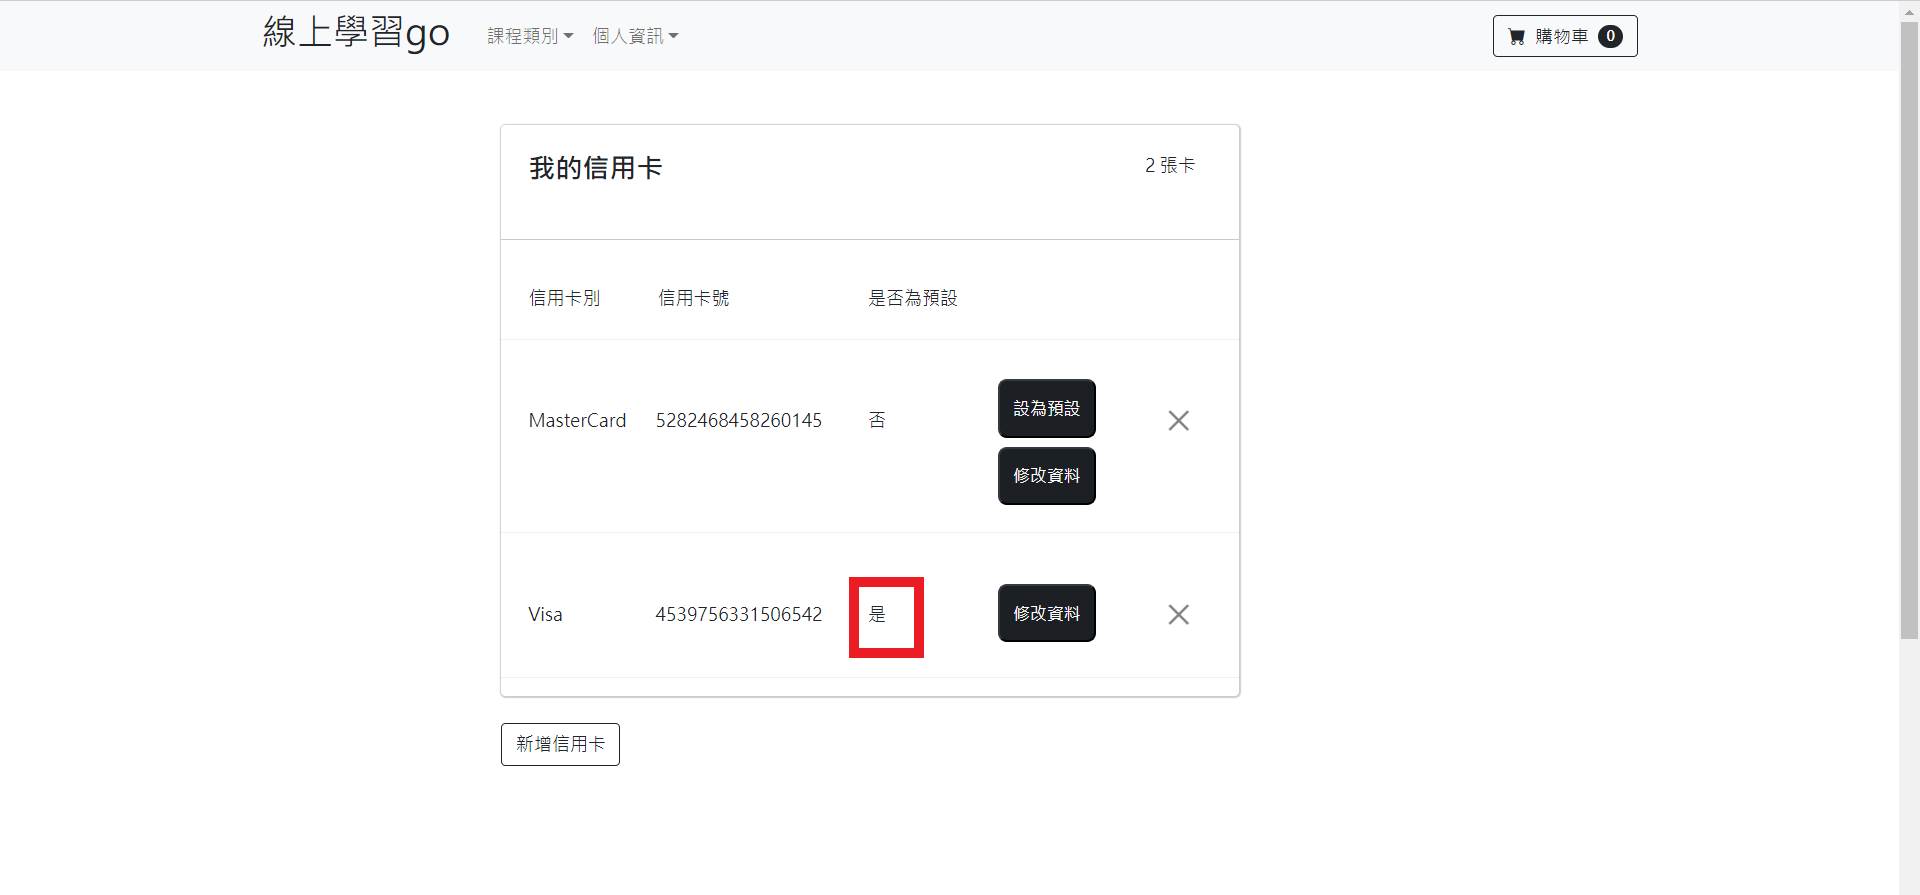 線上學習go 課程類別 個人資訊 購物車 0
我的信用卡 2 張卡
信用卡別 信用卡號 是否為預設
MasterCard 5282468458260145 否 設為預設
修改資料
Visa 4539756331506542 是 修改資料
新增信用卡